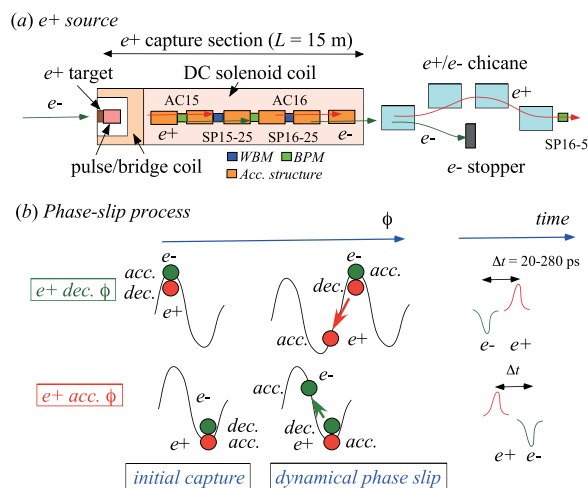 (a) e+ source
e+ capture section (L = 15 m)
e+ target
DC solenoid coil
e+/e- chicane
e-
AC15
AC16
e+
e+
SP15-25
SP16-25
e-
e-
SP16-5
pulse/bridge coil
WBM
BPM
Acc. structure
e- stopper
(b) Phase-slip process
ϕ
time
e+ dec. ϕ
e-
acc.
dec.
e+
e-
acc.
dec.
acc.
e+
Δt = 20-280 ps
e-
e+
e+ acc. ϕ
e-
dec.
e+
acc.
e-
acc.
dec.
e+
acc.
Δt
e+
e-
initial capture
dynamical phase slip